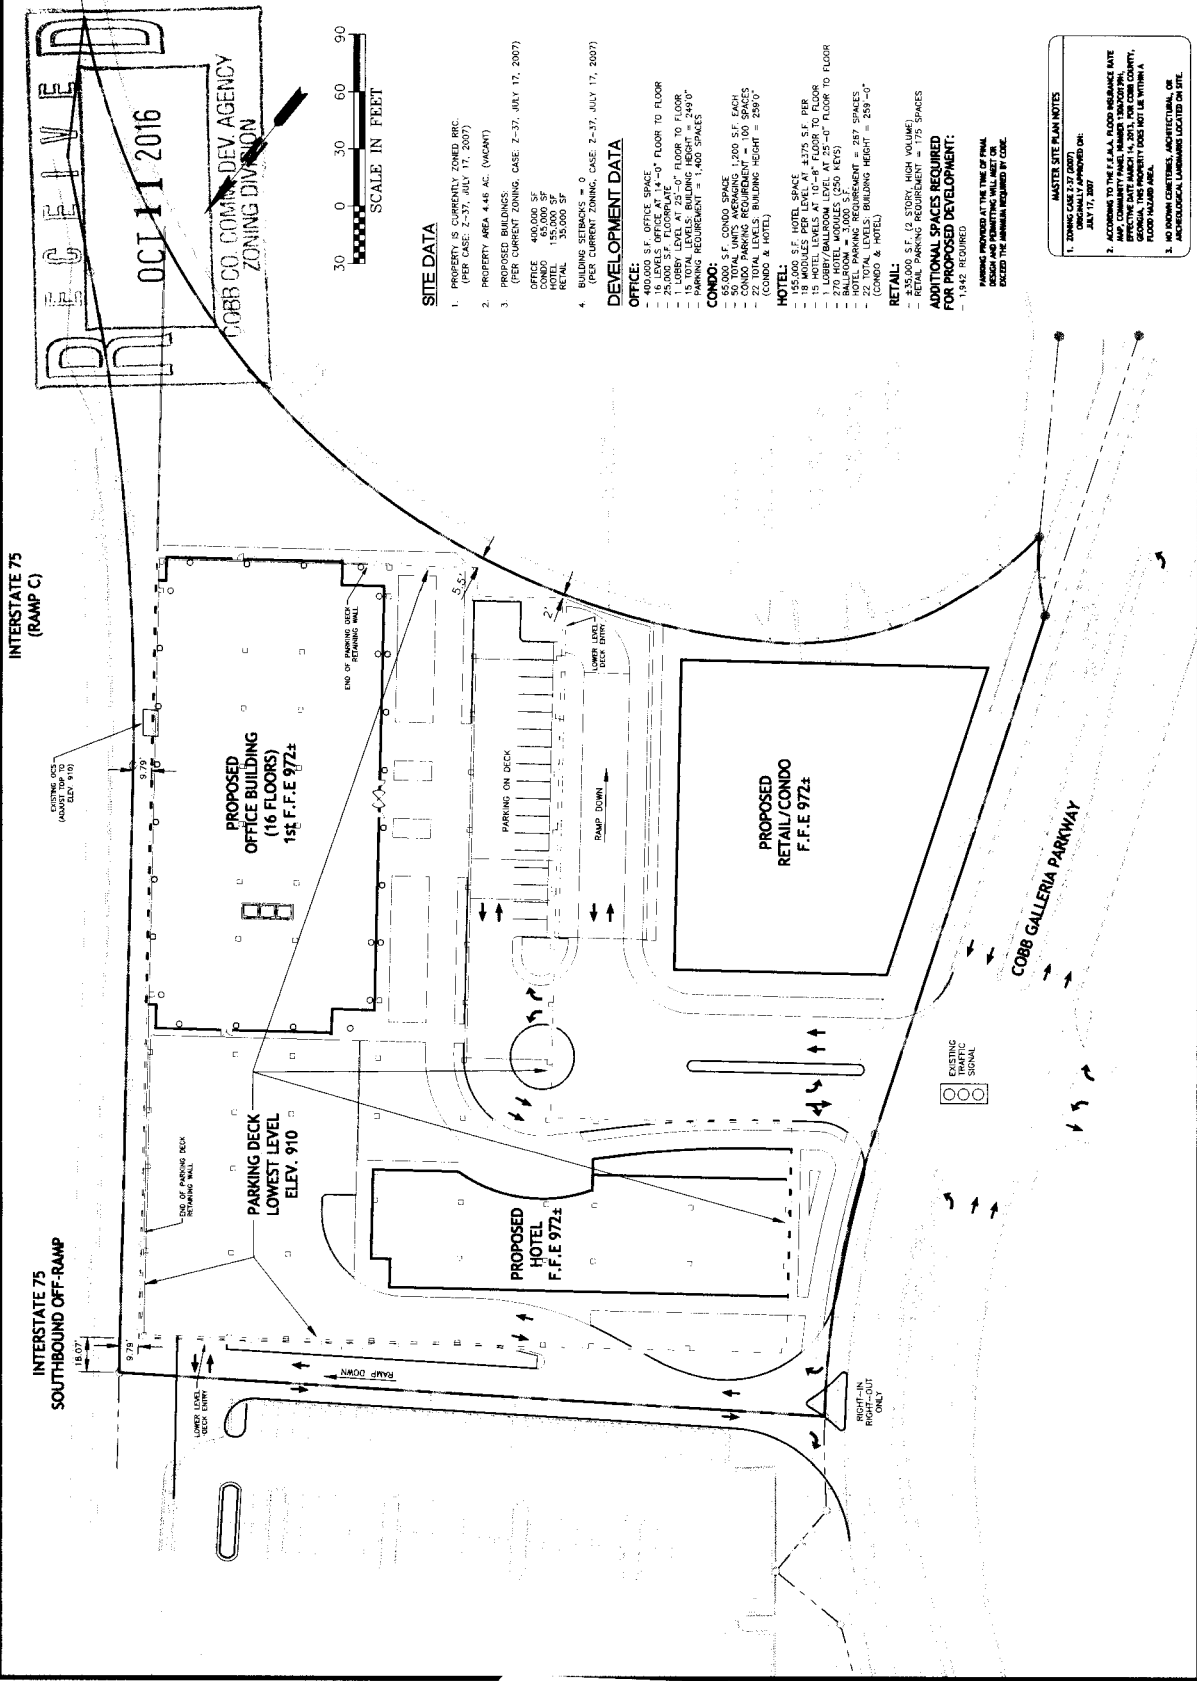 RECEIVED
OCT 11 2016
COBB CO. COMM. DEV. AGENCY
ZONING DIVISION
30 0 30 60 90
SCALE IN FEET
INTERSTATE 75
(RAMP C)
INTERSTATE 75
SOUTHBOUND OFF-RAMP
SITE DATA
1. PROPERTY IS CURRENTLY ZONED RRC.
(PER CASE: Z-37, JULY 17, 2007)
2. PROPERTY AREA 4.46 AC. (VACANT)
3. PROPOSED BUILDINGS:
(PER CURRENT ZONING, CASE: Z-37, JULY 17, 2007)
OFFICE 400,000 SF
CONDO 65,000 SF
HOTEL 155,000 SF
RETAIL 35,000 SF
4. BUILDING SETBACKS = 0
(PER CURRENT ZONING, CASE: Z-37, JULY 17, 2007)
DEVELOPMENT DATA
OFFICE:
- 400,000 S.F. OFFICE SPACE
- 16 LEVELS OFFICE AT 14'-0" FLOOR TO FLOOR
- 25,000 S.F. FLOORPLATE
- 1 LOBBY LEVEL AT 25'-0" FLOOR TO FLOOR
- 15 TOTAL LEVELS: BUILDING HEIGHT = 249'0"
- PARKING REQUIREMENT = 1,400 SPACES
CONDO:
- 65,000 S.F. CONDO SPACE
- 50 TOTAL UNITS AVERAGING 1,200 S.F. EACH
- CONDO PARKING REQUIREMENT = 100 SPACES
- 22 TOTAL LEVELS: BUILDING HEIGHT = 259'0"
(CONDO & HOTEL)
HOTEL:
- 155,000 S.F. HOTEL SPACE
- 18 MODULES PER LEVEL AT ±375 S.F. PER
- 15 HOTEL LEVELS AT 10'-8" FLOOR TO FLOOR
- 1 LOBBY/BALLROOM LEVEL AT 25'-0" FLOOR TO FLOOR
- 270 HOTEL MODULES (250 KEYS)
- BALLROOM = 3,000 S.F.
- HOTEL PARKING REQUIREMENT = 267 SPACES
- 22 TOTAL LEVELS: BUILDING HEIGHT = 259'-0"
(CONDO & HOTEL)
RETAIL:
- ±35,000 S.F. (2 STORY, HIGH VOLUME)
- RETAIL PARKING REQUIREMENT = 175 SPACES
ADDITIONAL SPACES REQUIRED
FOR PROPOSED DEVELOPMENT:
- 1,942 REQUIRED
PARKING PROVIDED AT THE TIME OF FINAL
DESIGN AND PERMITTING WILL MEET OR
EXCEED THE MINIMUM REQUIRED BY CODE.
MASTER SITE PLAN NOTES
1. ZONING CASE Z-37 (2007)
ORIGINALLY APPROVED ON:
JULY 17, 2007
2. ACCORDING TO THE F.E.M.A. FLOOD INSURANCE RATE
MAP, COMMUNITY PANEL NUMBER
EFFECTIVE DATE MARCH 14, 2013, FOR COBB COUNTY,
GEORGIA, THIS PROPERTY DOES NOT LIE WITHIN A
FLOOD HAZARD AREA.
3. NO KNOWN CEMETERIES, ARCHITECTURAL, OR
ARCHEOLOGICAL LANDMARKS LOCATED ON SITE.
EXISTING OCS
(ADJUST TOP TO
ELEV. 910)
9.79'
PROPOSED
OFFICE BUILDING
(16 FLOORS)
1st F.F.E 972±
END OF PARKING DECK
RETAINING WALL
5.5'
2'
LOWER LEVEL
DECK ENTRY
PARKING ON DECK
RAMP DOWN
PROPOSED
RETAIL/CONDO
F.F.E 972±
COBB GALLERIA PARKWAY
EXISTING
TRAFFIC
SIGNAL
PARKING DECK
LOWEST LEVEL
ELEV. 910
END OF PARKING DECK
RETAINING WALL
PROPOSED
HOTEL
F.F.E 972±
18.07'
9.79'
LOWER LEVEL
DECK ENTRY
RAMP DOWN
RIGHT-IN
RIGHT-OUT
ONLY